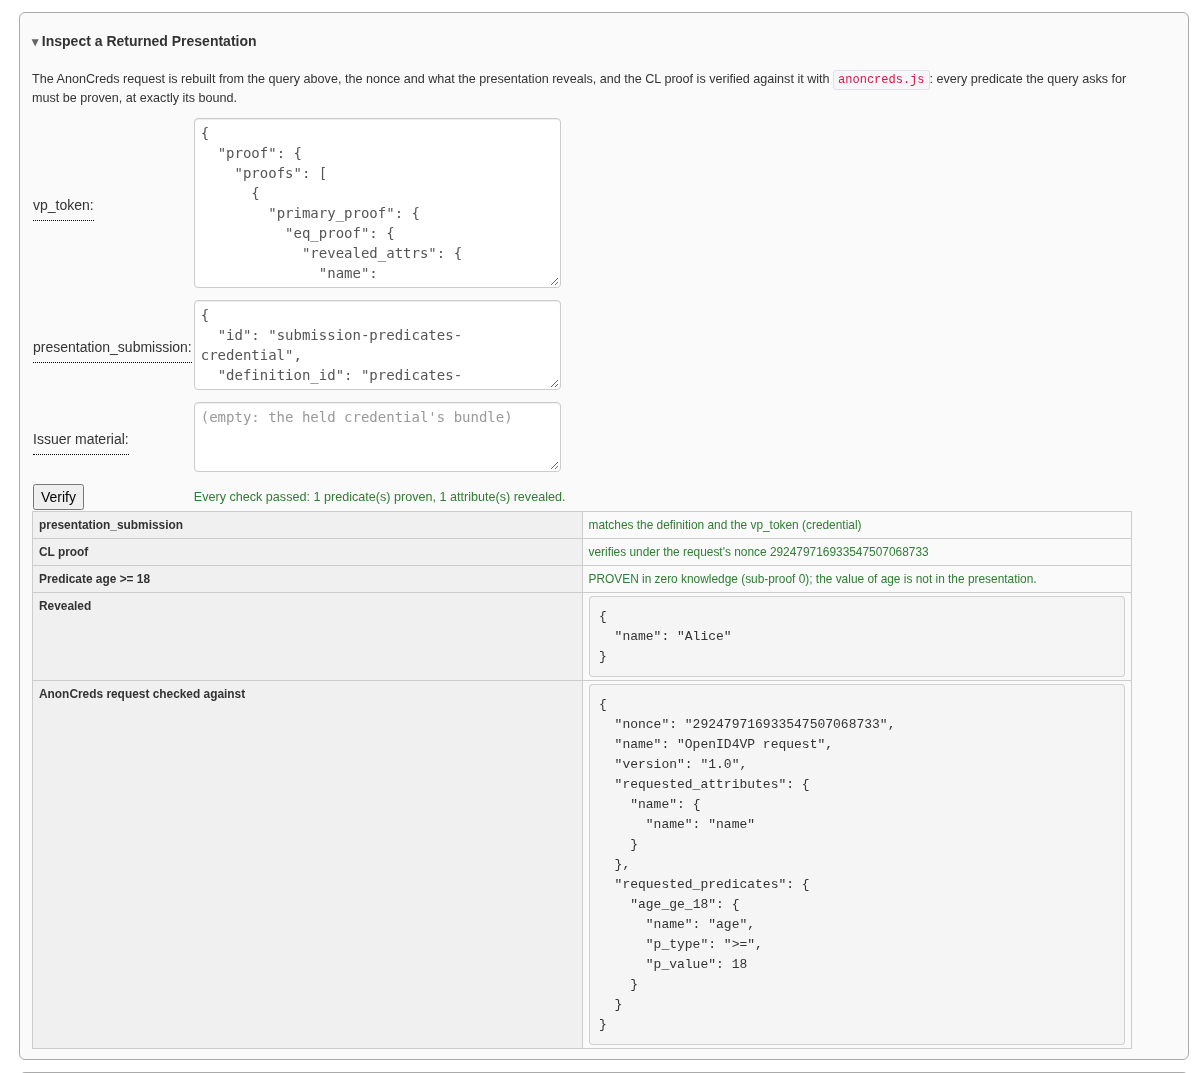 ▾ Inspect a Returned Presentation
The AnonCreds request is rebuilt from the query above, the nonce and what the presentation reveals, and the CL proof is verified against it with anoncreds.js: every predicate the query asks for
must be proven, at exactly its bound.
vp_token:
{
  "proof": {
    "proofs": [
      {
        "primary_proof": {
          "eq_proof": {
            "revealed_attrs": {
              "name":
presentation_submission:
{
  "id": "submission-predicates-
credential",
  "definition_id": "predicates-
Issuer material:
(empty: the held credential's bundle)
Verify
Every check passed: 1 predicate(s) proven, 1 attribute(s) revealed.
presentation_submission
matches the definition and the vp_token (credential)
CL proof
verifies under the request's nonce 292479716933547507068733
Predicate age >= 18
PROVEN in zero knowledge (sub-proof 0); the value of age is not in the presentation.
Revealed
{
  "name": "Alice"
}
AnonCreds request checked against
{
  "nonce": "292479716933547507068733",
  "name": "OpenID4VP request",
  "version": "1.0",
  "requested_attributes": {
    "name": {
      "name": "name"
    }
  },
  "requested_predicates": {
    "age_ge_18": {
      "name": "age",
      "p_type": ">=",
      "p_value": 18
    }
  }
}